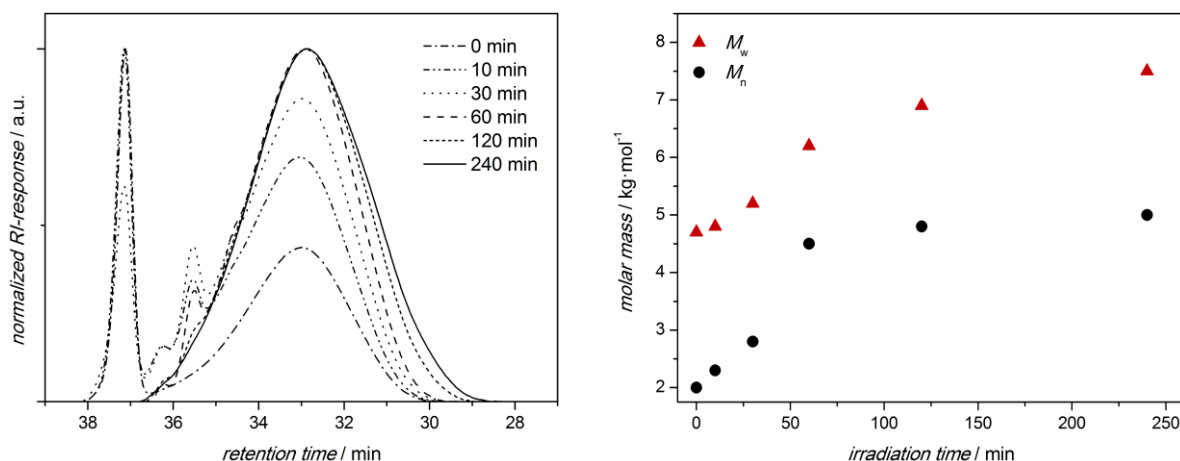 normalized RI-response / a.u.
0 min
10 min
30 min
60 min
120 min
240 min
38 36 34 32 30 28
retention time / min
molar mass / kg·mol⁻¹
8
7
6
5
4
3
2
Mw
Mn
0 50 100 150 200 250
irradiation time / min